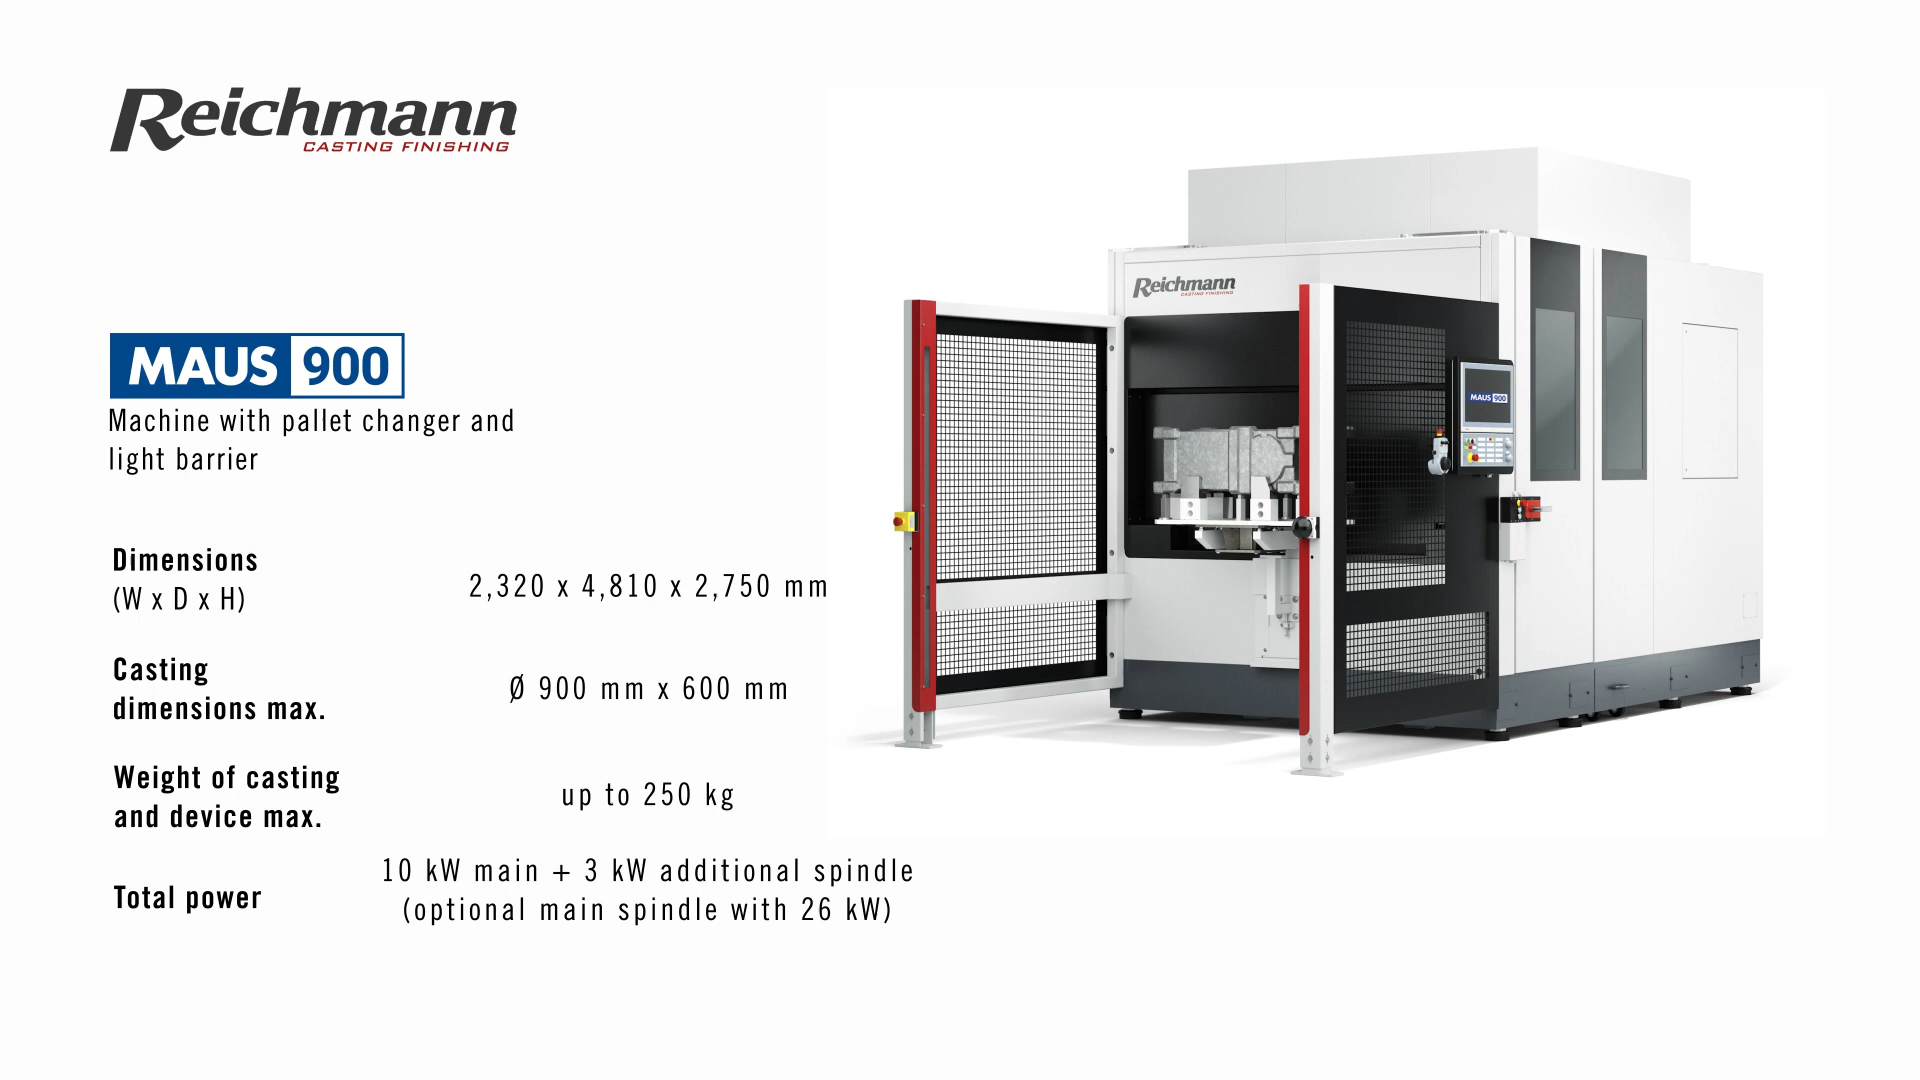 Reichmann
CASTING FINISHING
MAUS 900
Machine with pallet changer and
light barrier
Dimensions
(W x D x H)
2,320 x 4,810 x 2,750 mm
Casting
dimensions max.
Ø 900 mm x 600 mm
Weight of casting
and device max.
up to 250 kg
Total power
10 kW main + 3 kW additional spindle
(optional main spindle with 26 kW)
Reichmann
CASTING FINISHING
MAUS 900